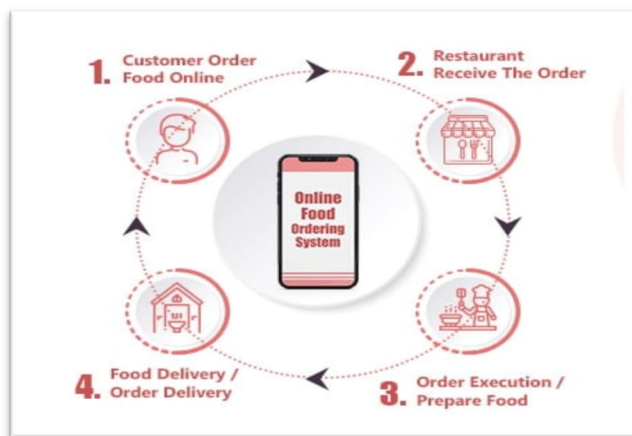 1. Customer Order
Food Online
2. Restaurant
Receive The Order
Online
Food
Ordering
System
3. Order Execution /
Prepare Food
4. Food Delivery /
Order Delivery